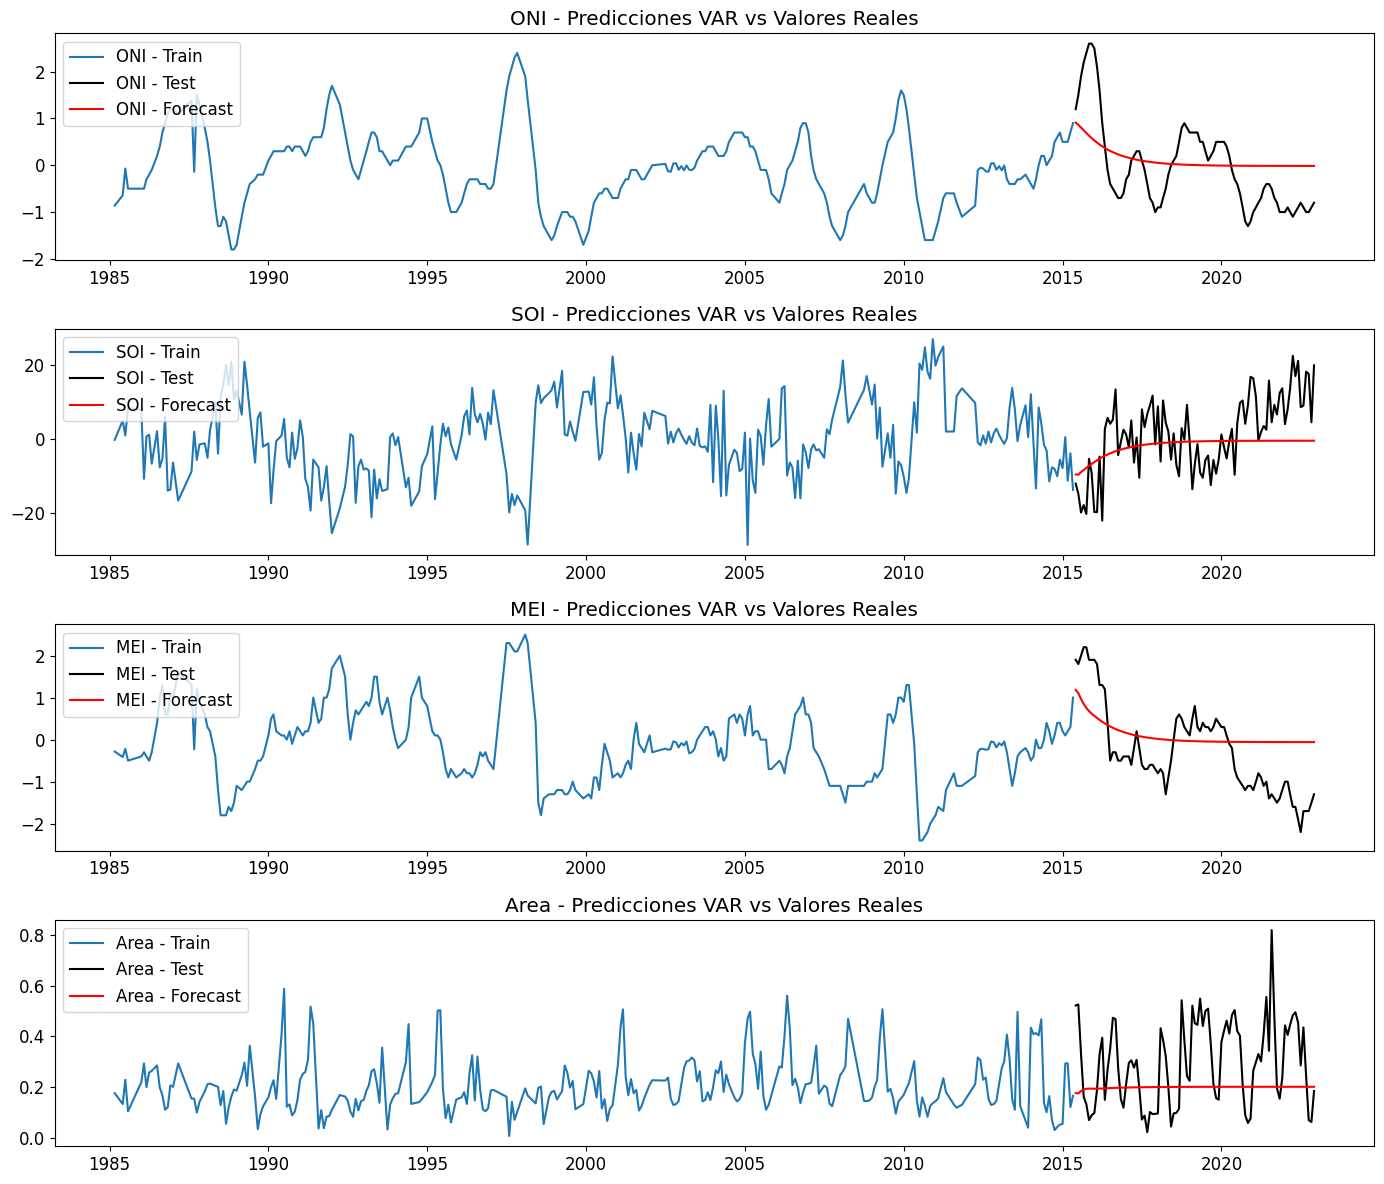 ONI - Predicciones VAR vs Valores Reales
ONI - Train
ONI - Test
ONI - Forecast
2
1
0
−1
−2
1985 1990 1995 2000 2005 2010 2015 2020
SOI - Predicciones VAR vs Valores Reales
SOI - Train
SOI - Test
SOI - Forecast
20
0
−20
1985 1990 1995 2000 2005 2010 2015 2020
MEI - Predicciones VAR vs Valores Reales
MEI - Train
MEI - Test
MEI - Forecast
2
1
0
−1
−2
1985 1990 1995 2000 2005 2010 2015 2020
Area - Predicciones VAR vs Valores Reales
Area - Train
Area - Test
Area - Forecast
0.8
0.6
0.4
0.2
0.0
1985 1990 1995 2000 2005 2010 2015 2020